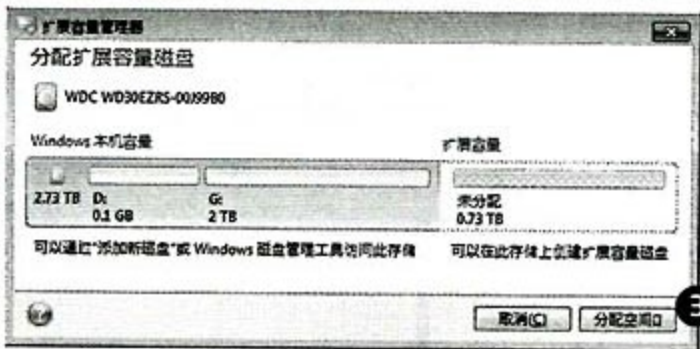 扩展容量管理器
分配扩展容量磁盘
WDC WD30EZRS-00J99B0
Windows 本机容量
扩展容量
2.73 TB
D:
0.1 GB
G:
2 TB
未分配
0.73 TB
可以通过“添加新磁盘”或 Windows 磁盘管理工具访问此存储
可以在此存储上创建扩展容量磁盘
取消(C)
分配空间
3